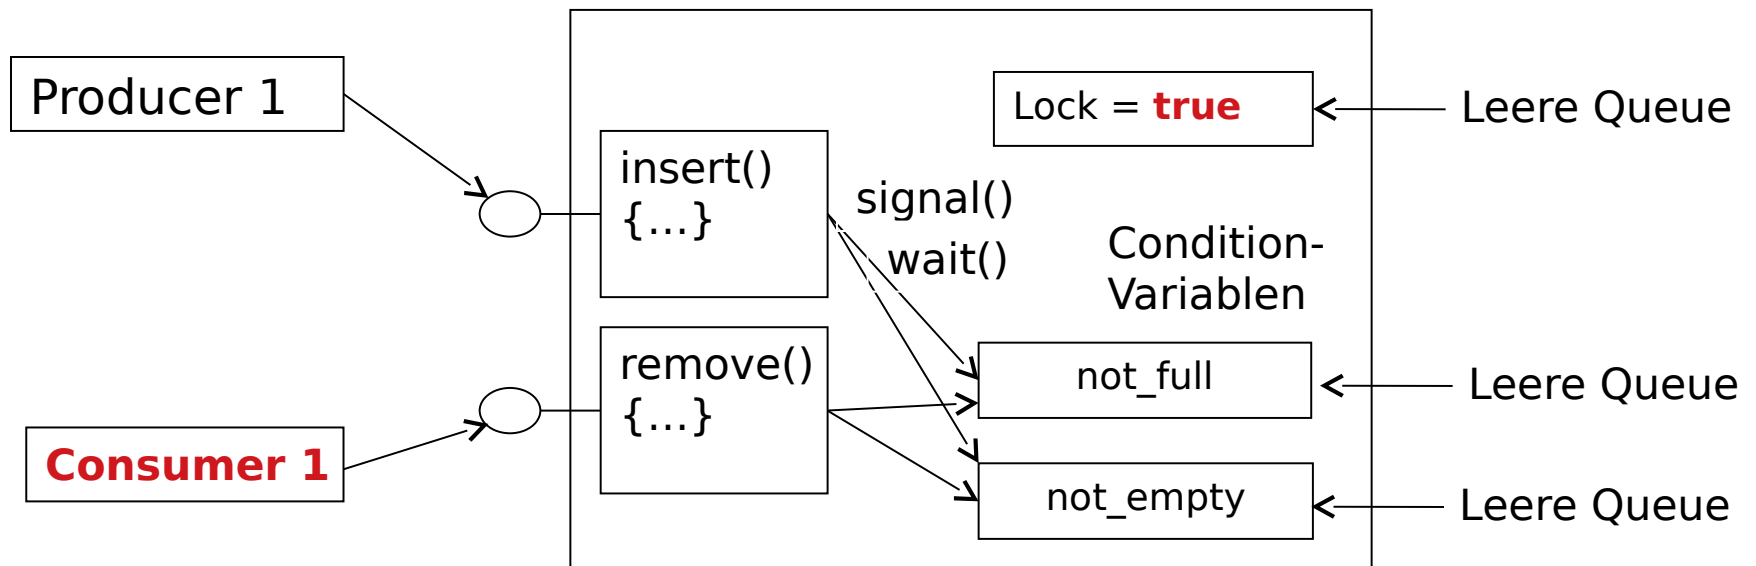 Producer 1
Lock = true
Leere Queue
insert()
{...}
signal()
wait()
Condition-
Variablen
remove()
{...}
not_full
Leere Queue
Consumer 1
not_empty
Leere Queue